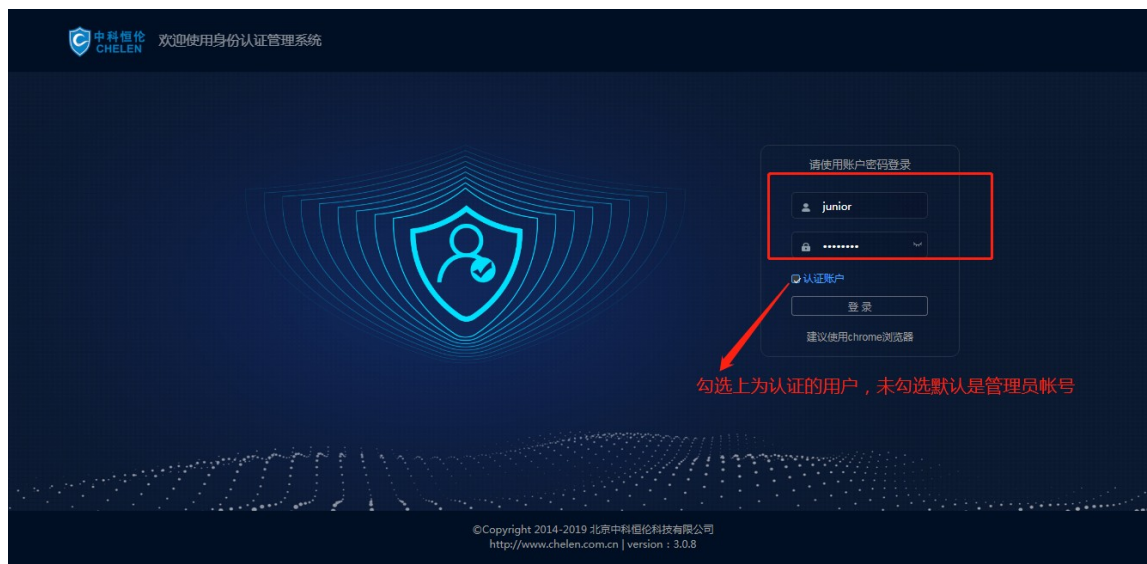 中科恒伦
CHELEN
欢迎使用身份认证管理系统
请使用账户密码登录
junior
••••••••
认证账户
登 录
建议使用chrome浏览器
勾选上为认证的用户，未勾选默认是管理员帐号
©Copyright 2014-2019 北京中科恒伦科技有限公司
http://www.chelen.com.cn | version : 3.0.8